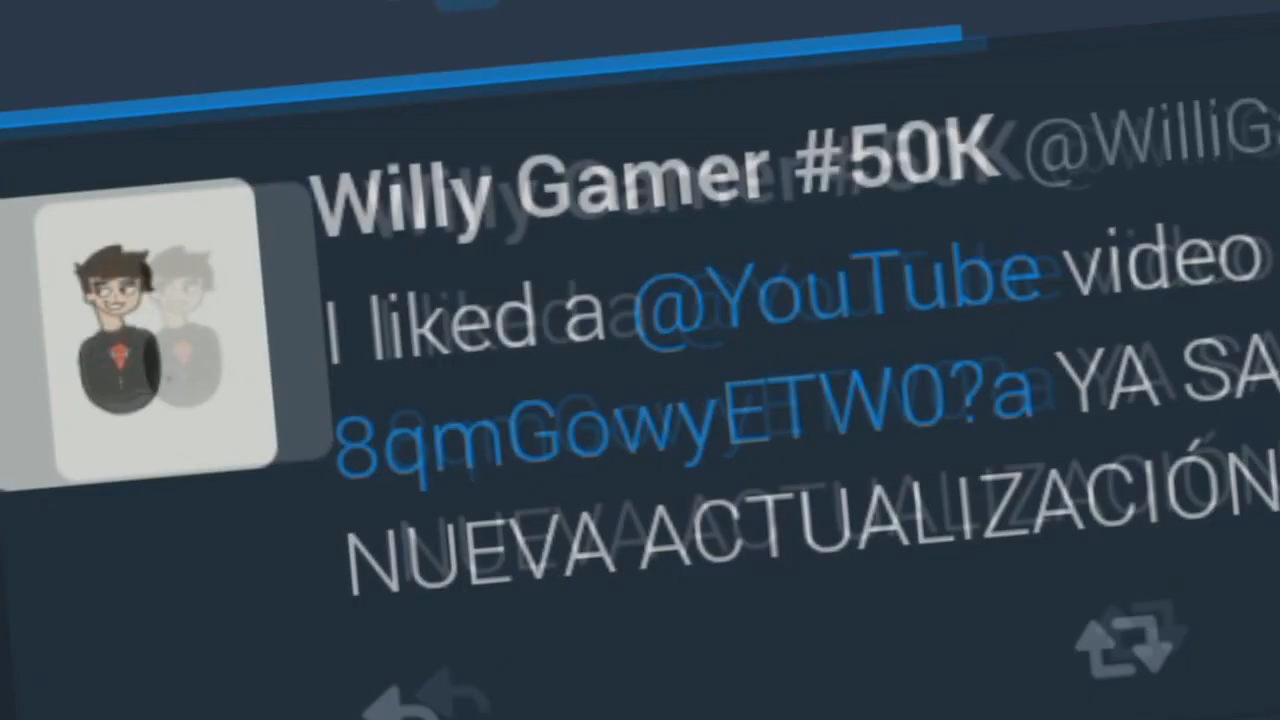 Willy Gamer #50K @WilliG
I liked a @YouTube video
8qmGowyETW0?a YA SA
NUEVA ACTUALIZACIÓN